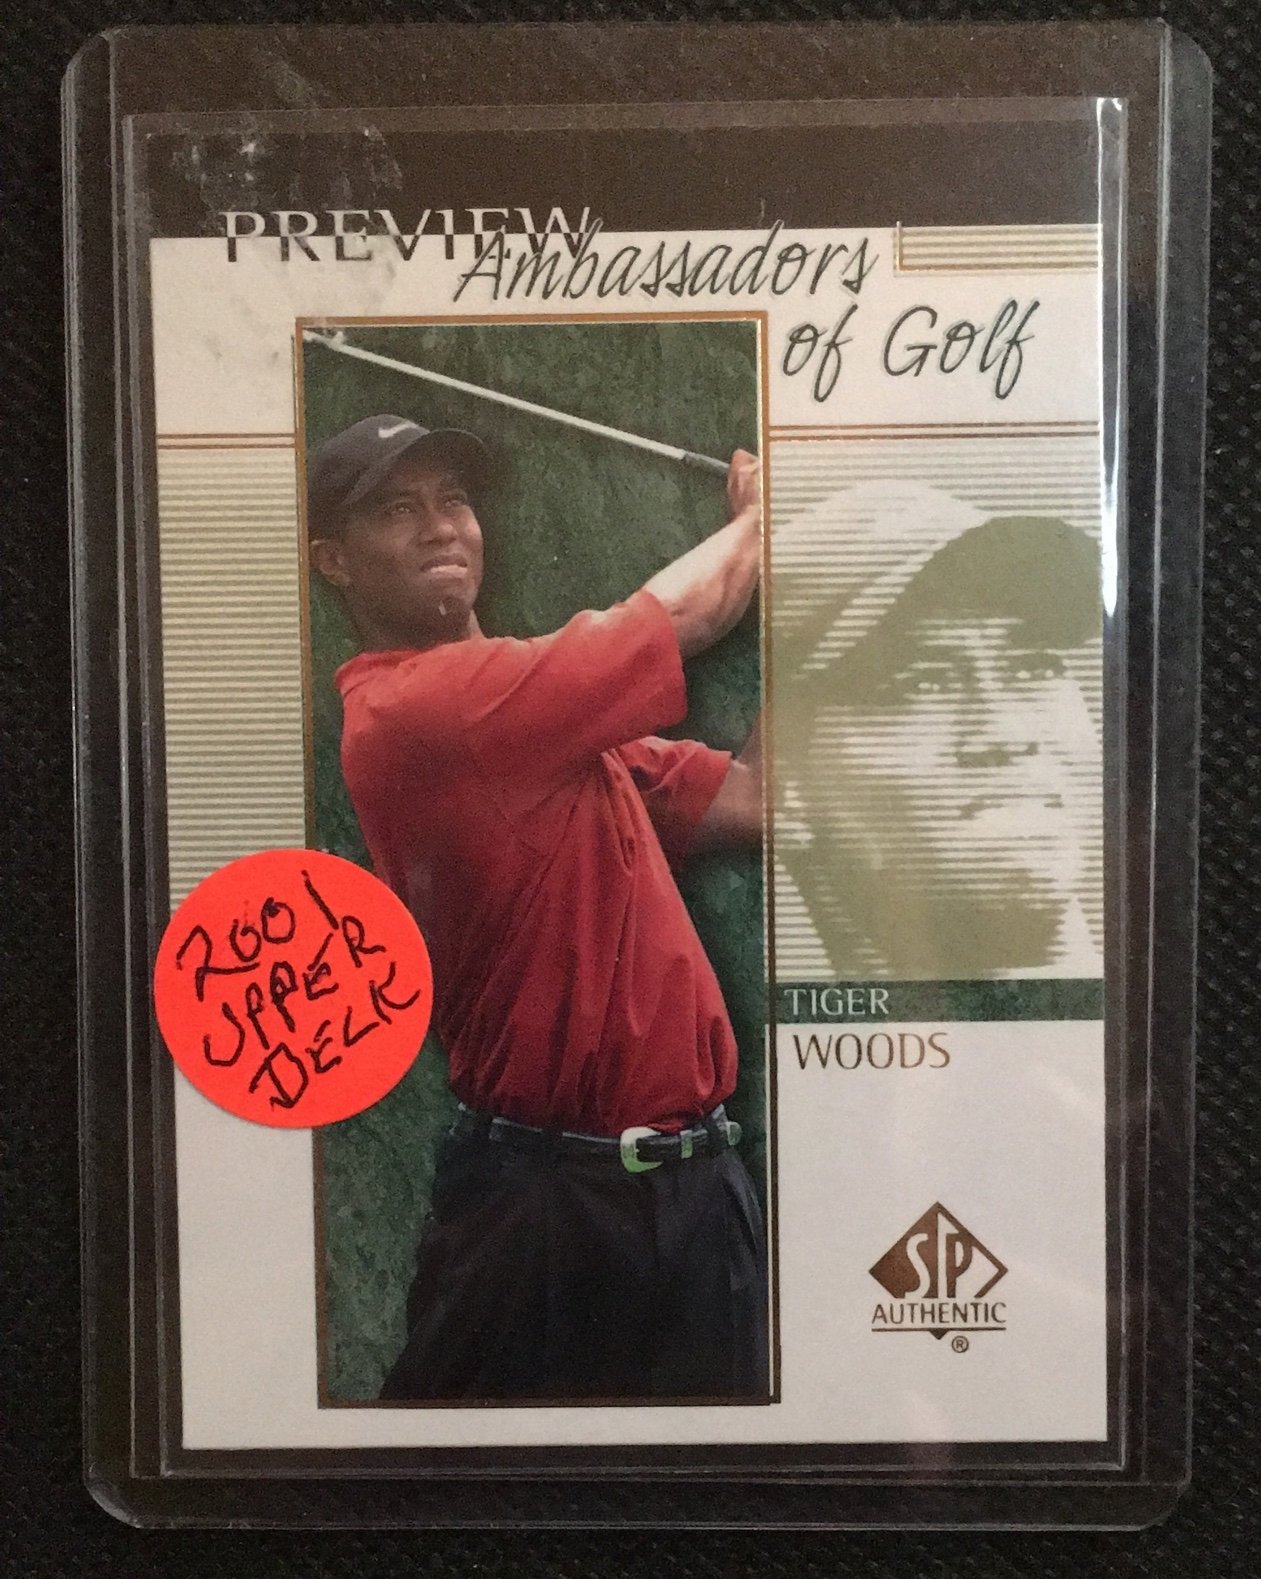 PREVIEW
Ambassadors
of Golf
TIGER
WOODS
2001
UPPER
DECK
SP
AUTHENTIC
®